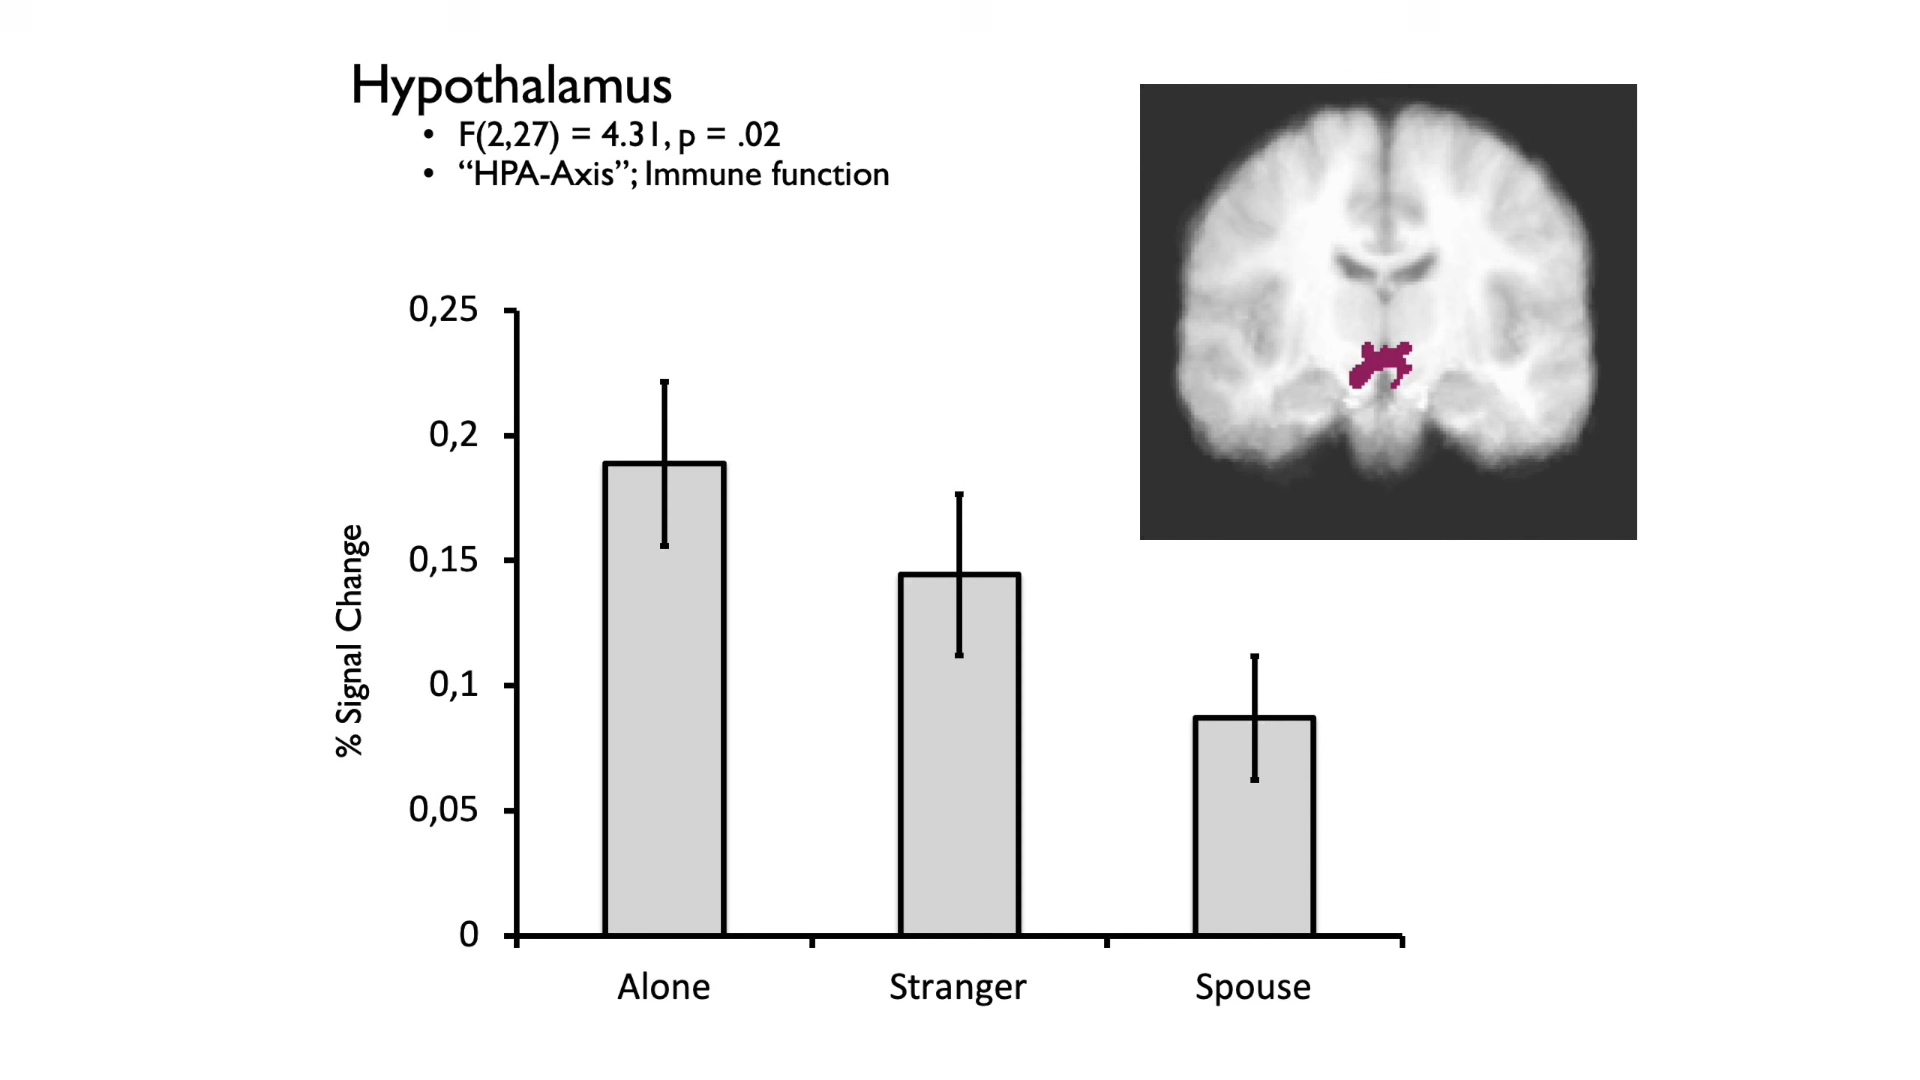 Hypothalamus
• F(2,27) = 4.31, p = .02
• “HPA-Axis”; Immune function
0,25
0,2
0,15
0,1
0,05
0
% Signal Change
Alone
Stranger
Spouse